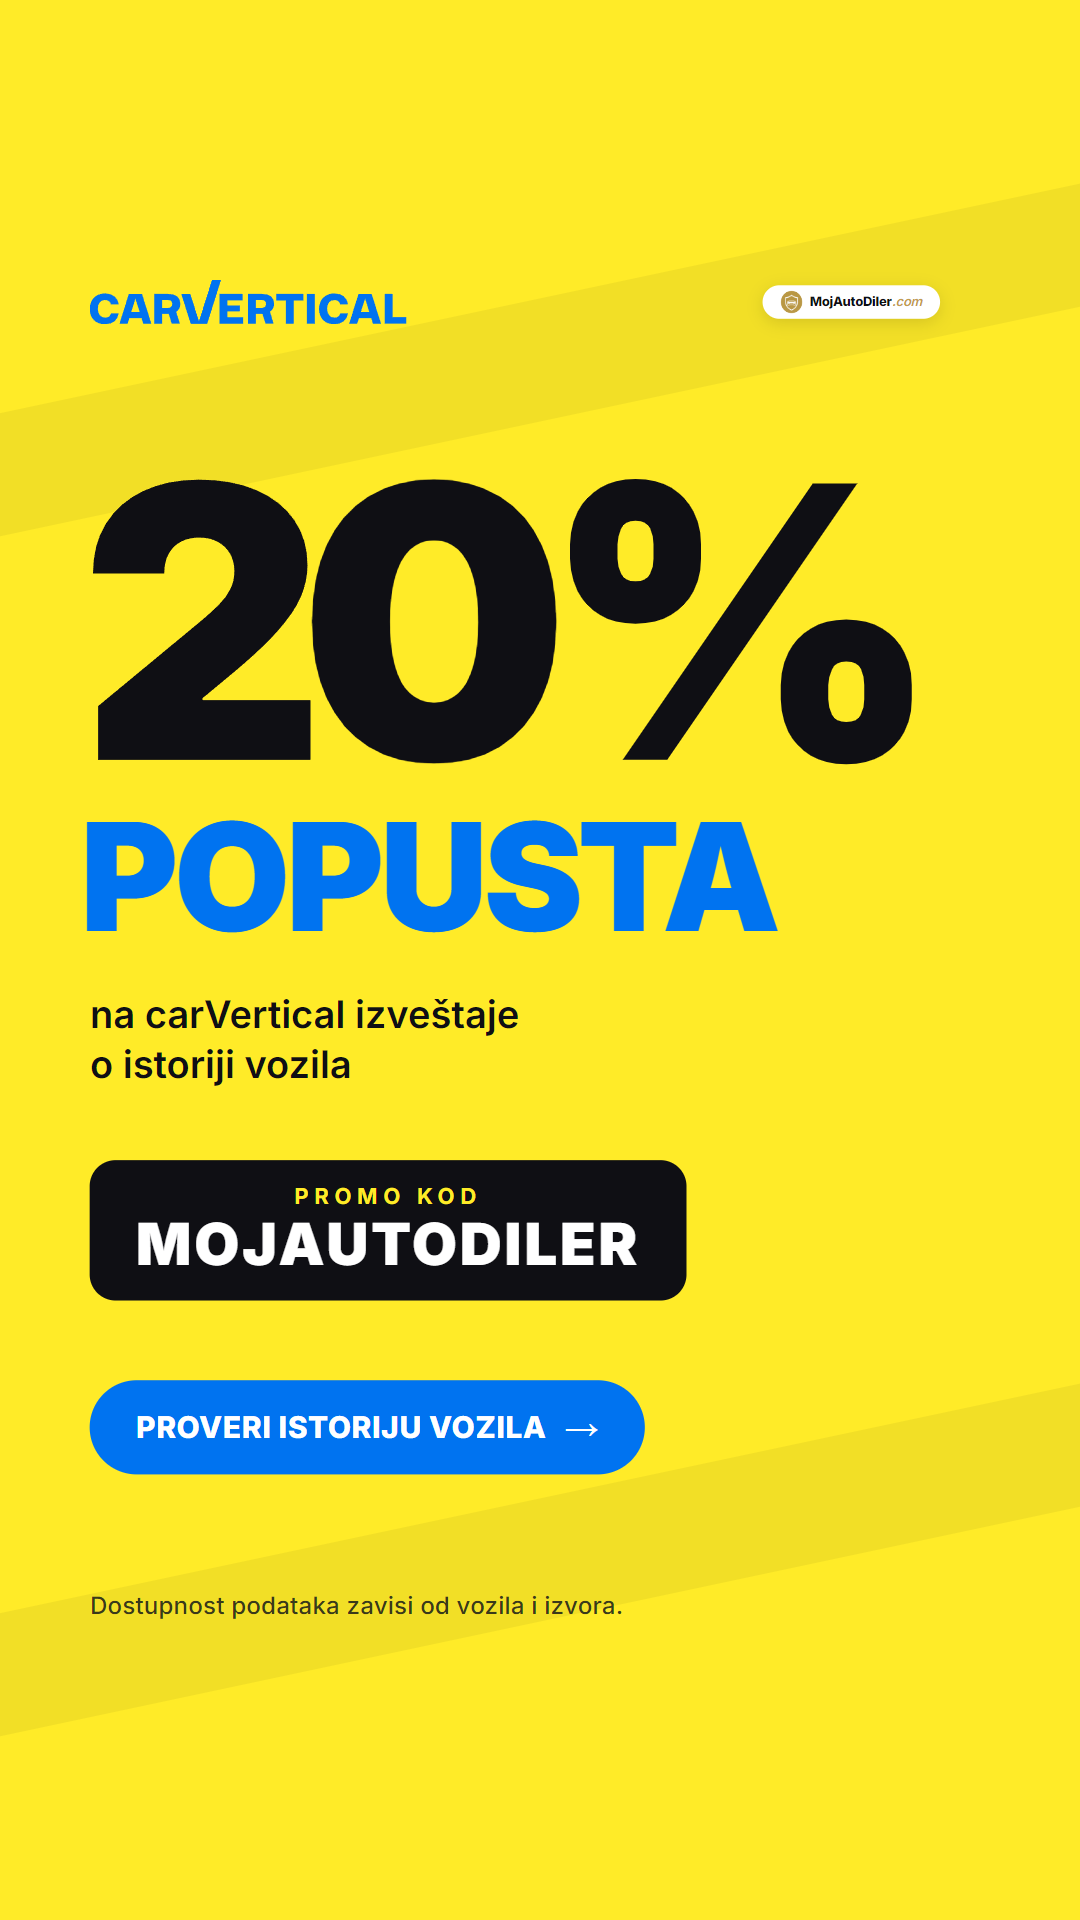 CARVERTICAL
MojAutoDiler.com
20%
POPUSTA
na carVertical izveštaje
o istoriji vozila
PROMO KOD
MOJAUTODILER
PROVERI ISTORIJU VOZILA →
Dostupnost podataka zavisi od vozila i izvora.